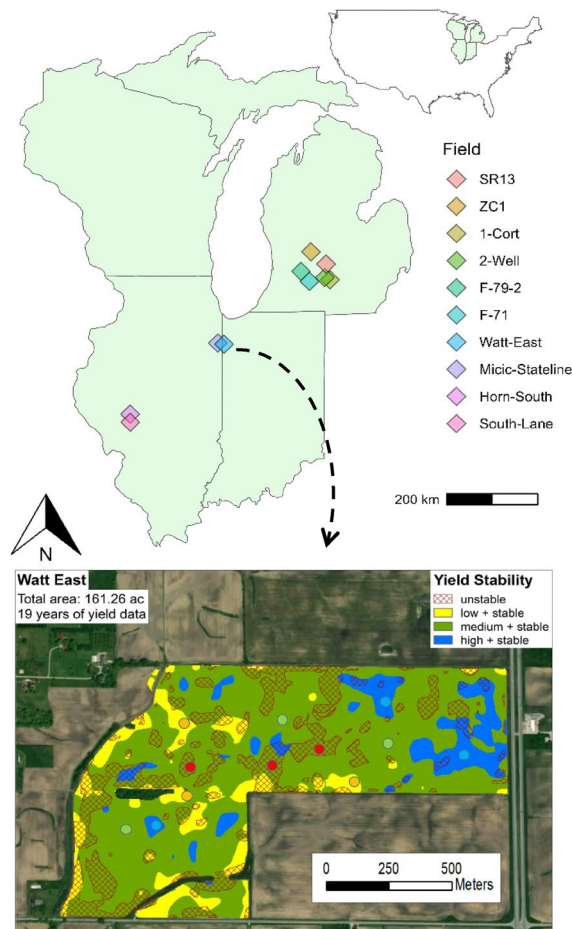 Field
SR13
ZC1
1-Cort
2-Well
F-79-2
F-71
Watt-East
Micic-Stateline
Horn-South
South-Lane
200 km
N
Watt East
Total area: 161.26 ac
19 years of yield data
Yield Stability
unstable
low + stable
medium + stable
high + stable
0 250 500
Meters